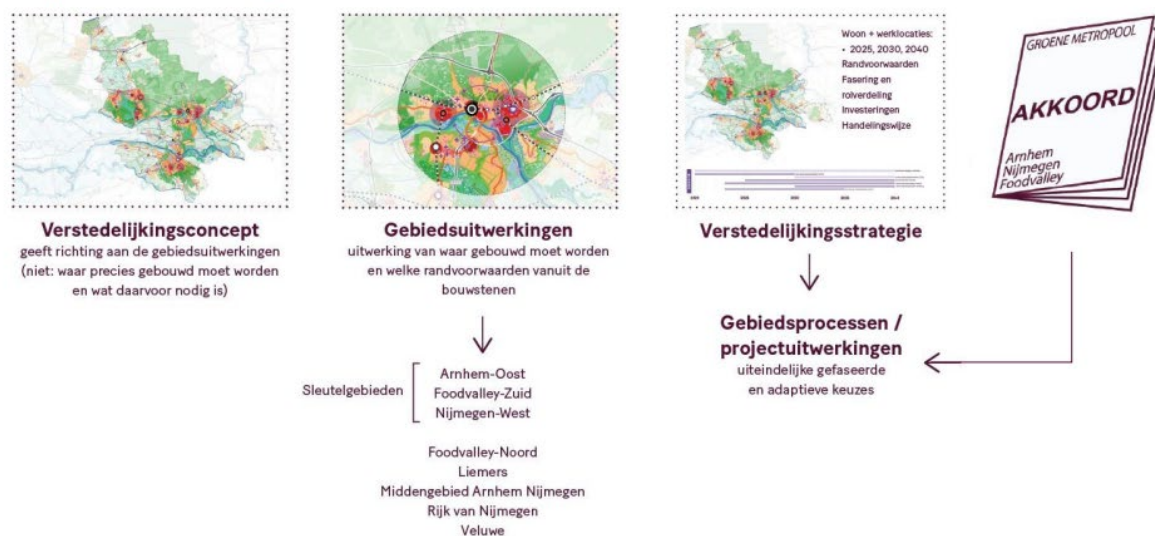 Verstedelijkingsconcept
geeft richting aan de gebiedsuitwerkingen
(niet: waar precies gebouwd moet worden
en wat daarvoor nodig is)
Gebiedsuitwerkingen
uitwerking van waar gebouwd moet worden
en welke randvoorwaarden vanuit de
bouwstenen
Sleutelgebieden
Arnhem-Oost
Foodvalley-Zuid
Nijmegen-West
Foodvalley-Noord
Liemers
Middengebied Arnhem Nijmegen
Rijk van Nijmegen
Veluwe
Woon + werklocaties:
• 2025, 2030, 2040
Randvoorwaarden
Fasering en
rolverdeling
Investeringen
Handelingswijze
Verstedelijkingsstrategie
Gebiedsprocessen /
projectuitwerkingen
uiteindelijke gefaseerde
en adaptieve keuzes
GROENE METROPOOL
AKKOORD
Arnhem
Nijmegen
Foodvalley